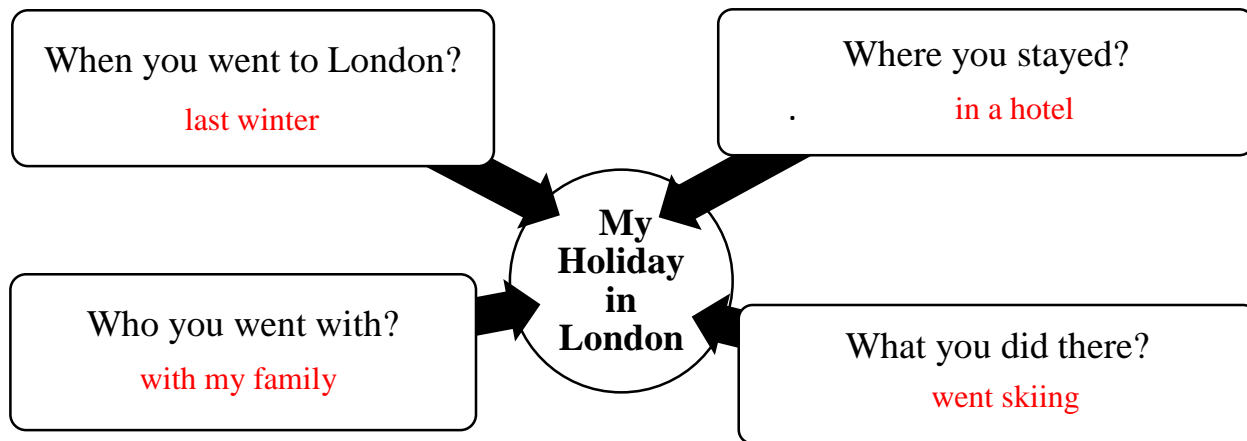 When you went to London?
last winter
Where you stayed?
.
in a hotel
My
Holiday
in
London
Who you went with?
with my family
What you did there?
went skiing